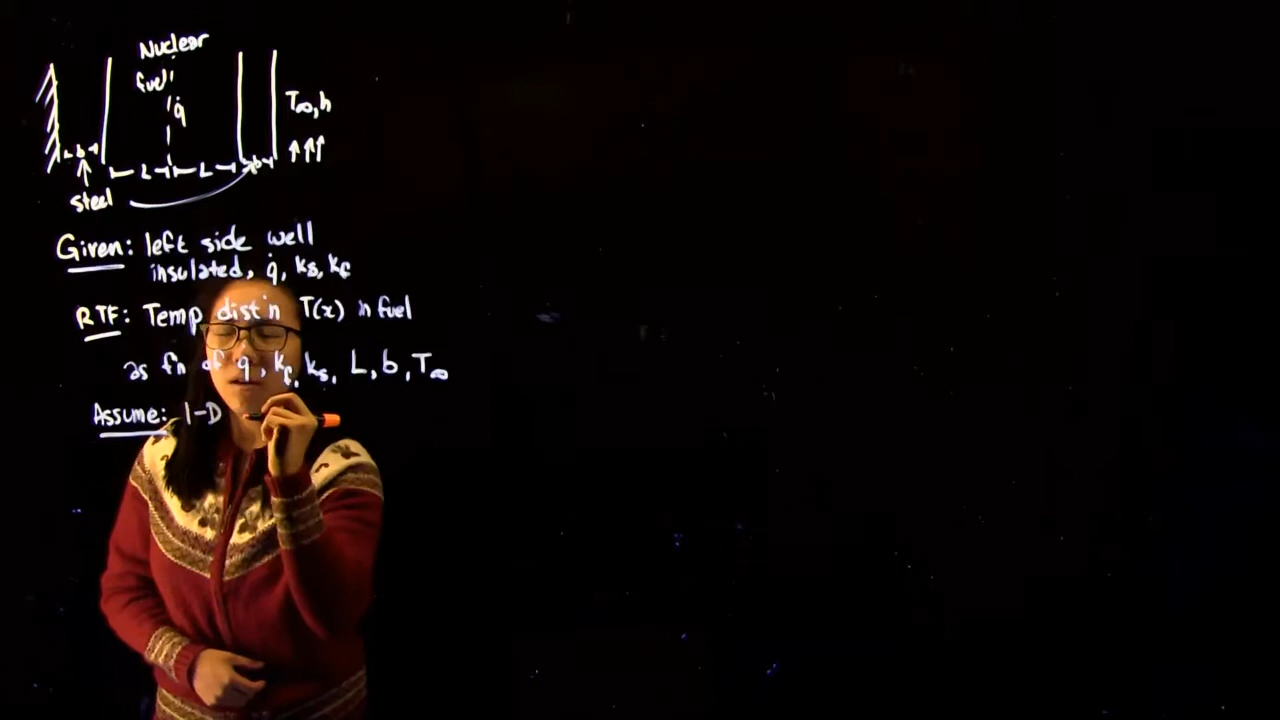 Nuclear
fuel
q̇
T∞, h
b
L
L
b
steel
Given: left side well
insulated, q̇, ks, kf
RTF: Temp dist'n T(x) in fuel
as fn of q̇, kf, ks, L, b, T∞
Assume: 1-D